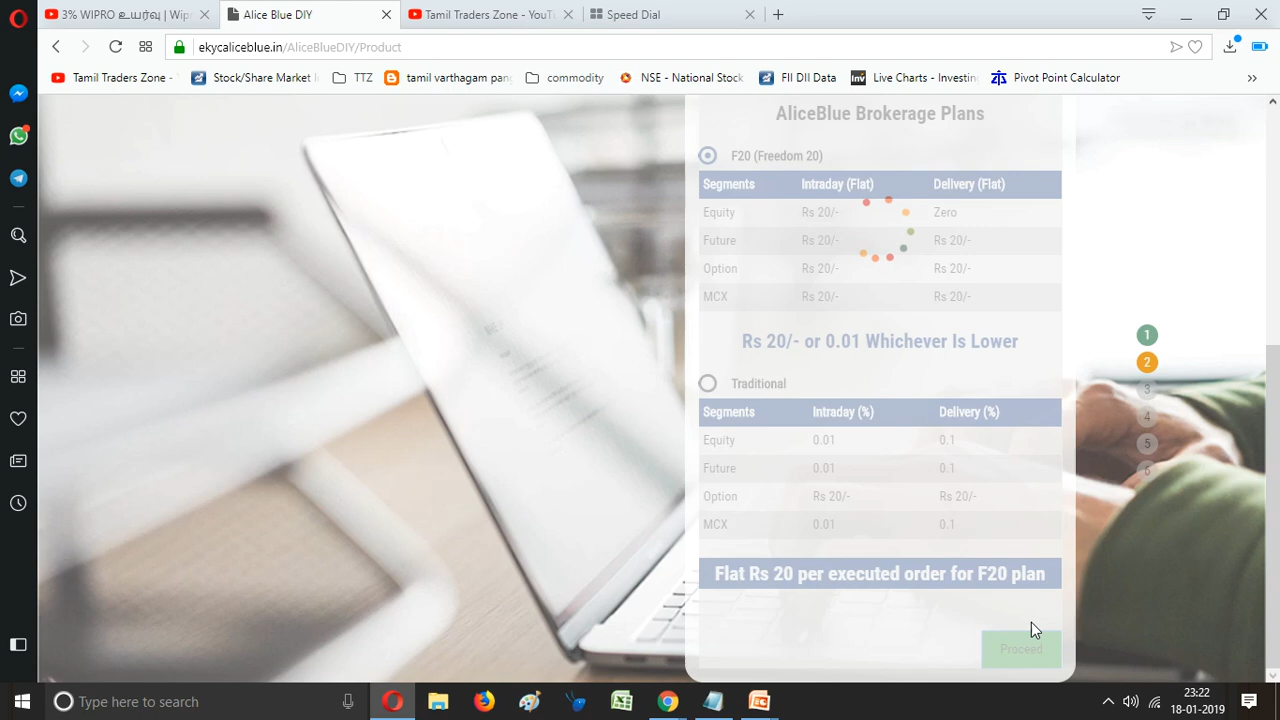 3% WIPRO உயர்வு | Wipr
Alice Blue DIY
Tamil Traders Zone - YouTu
Speed Dial
ekycaliceblue.in/AliceBlueDIY/Product
Tamil Traders Zone -
Stock/Share Market
TTZ
tamil varthagam pan
commodity
NSE - National Stock
FII DII Data
Live Charts - Investin
Pivot Point Calculator
AliceBlue Brokerage Plans
F20 (Freedom 20)
Segments Intraday (Flat) Delivery (Flat)
Equity Rs 20/- Zero
Future Rs 20/- Rs 20/-
Option Rs 20/- Rs 20/-
MCX Rs 20/- Rs 20/-
Rs 20/- or 0.01 Whichever Is Lower
Traditional
Segments Intraday (%) Delivery (%)
Equity 0.01 0.1
Future 0.01 0.1
Option Rs 20/- Rs 20/-
MCX 0.01 0.1
Flat Rs 20 per executed order for F20 plan
Proceed
1
2
3
4
5
6
Type here to search
23:22
18-01-2019